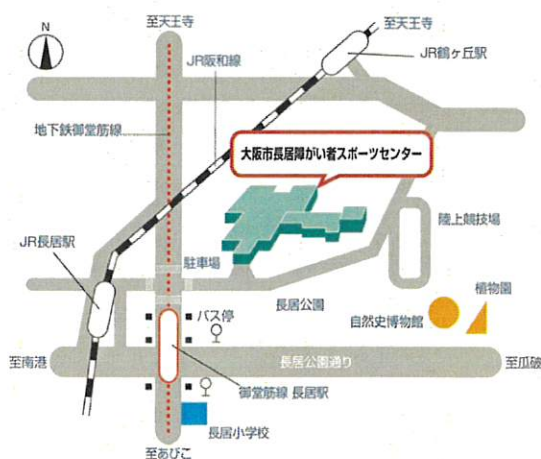 至天王寺
至天王寺
N
JR阪和線
JR鶴ヶ丘駅
地下鉄御堂筋線
大阪市長居障がい者スポーツセンター
陸上競技場
JR長居駅
駐車場
長居公園
植物園
自然史博物館
バス停
至南港
長居公園通り
至瓜破
御堂筋線 長居駅
長居小学校
至あびこ